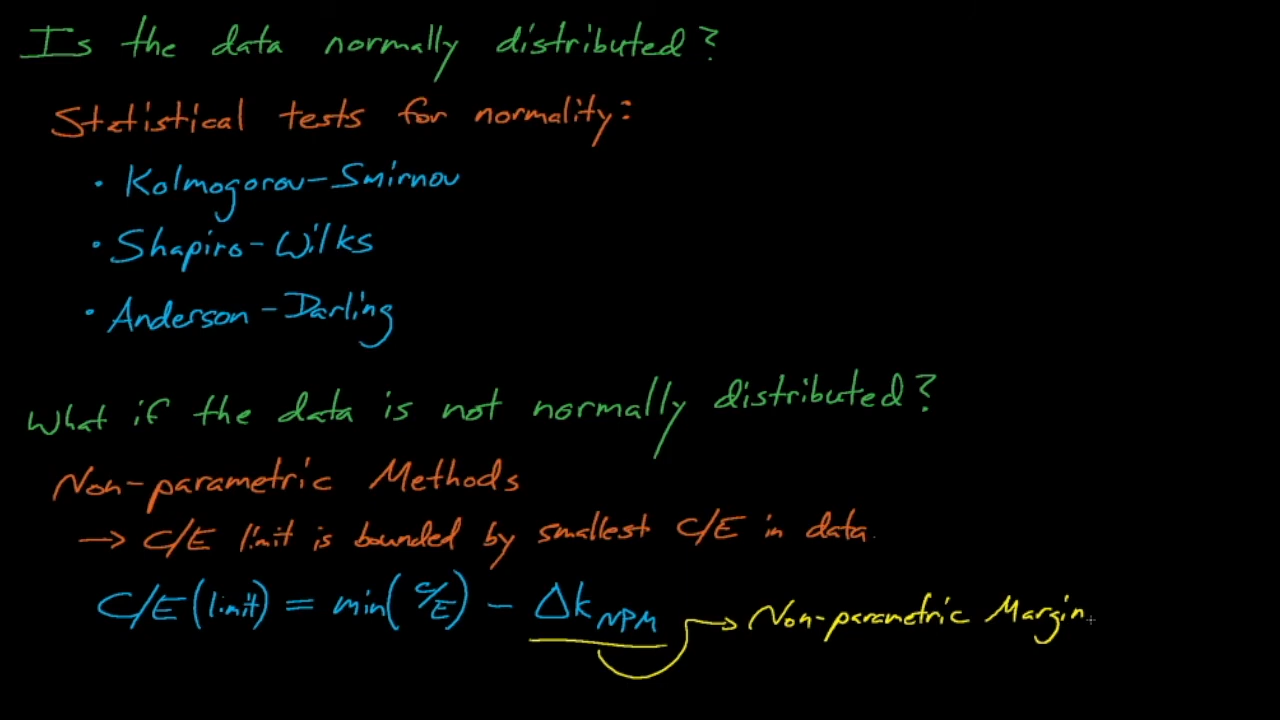 Is the data normally distributed?
Statistical tests for normality:
• Kolmogorov-Smirnov
• Shapiro-Wilks
• Anderson-Darling
What if the data is not normally distributed?
Non-parametric Methods
→ C/E limit is bounded by smallest C/E in data.
C/E(limit) = min(C/E) - Δk_NPM → Non-parametric Margin